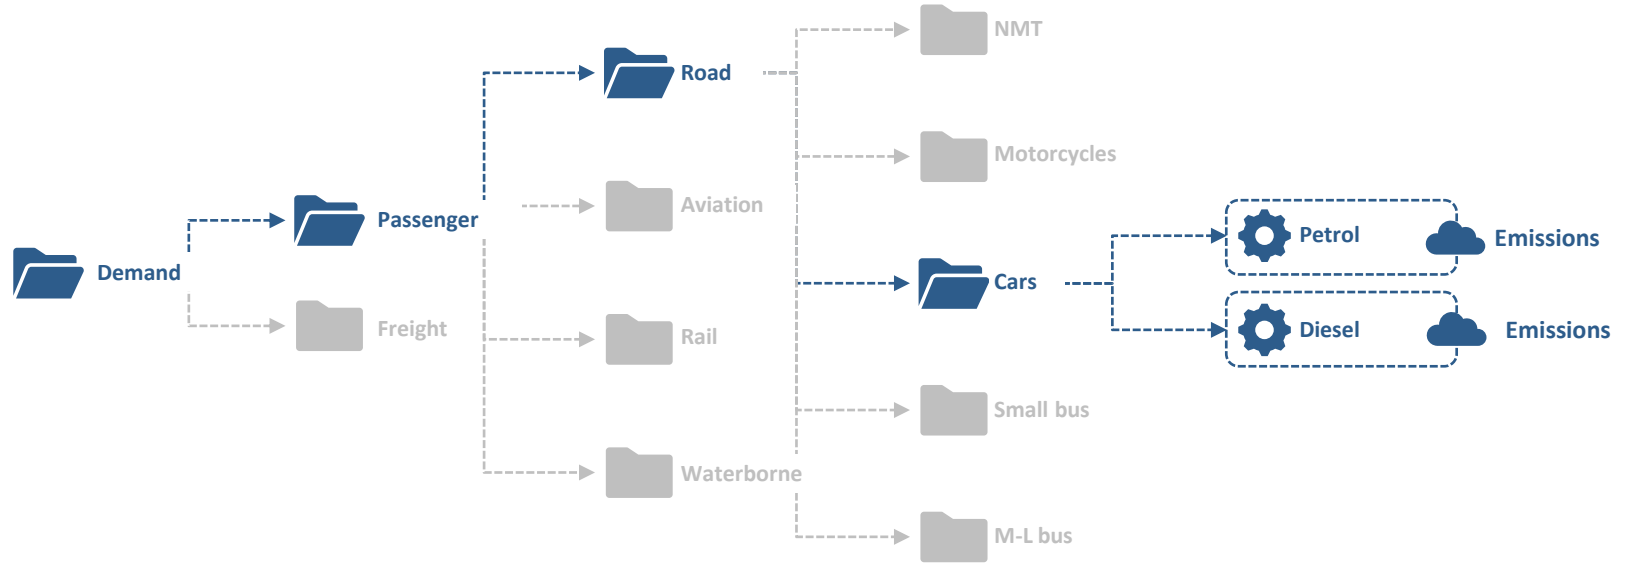 Demand
Passenger
Freight
Road
Aviation
Rail
Waterborne
NMT
Motorcycles
Cars
Small bus
M-L bus
Petrol
Emissions
Diesel
Emissions